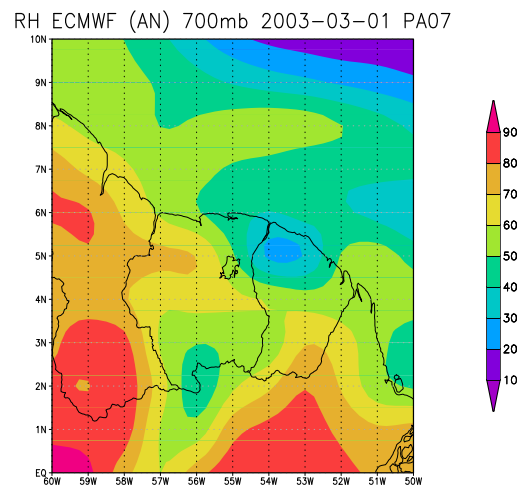 RH ECMWF (AN) 700mb 2003-03-01 PA07
10N
9N
8N
7N
6N
5N
4N
3N
2N
1N
EQ
60W 59W 58W 57W 56W 55W 54W 53W 52W 51W 50W
90
80
70
60
50
40
30
20
10